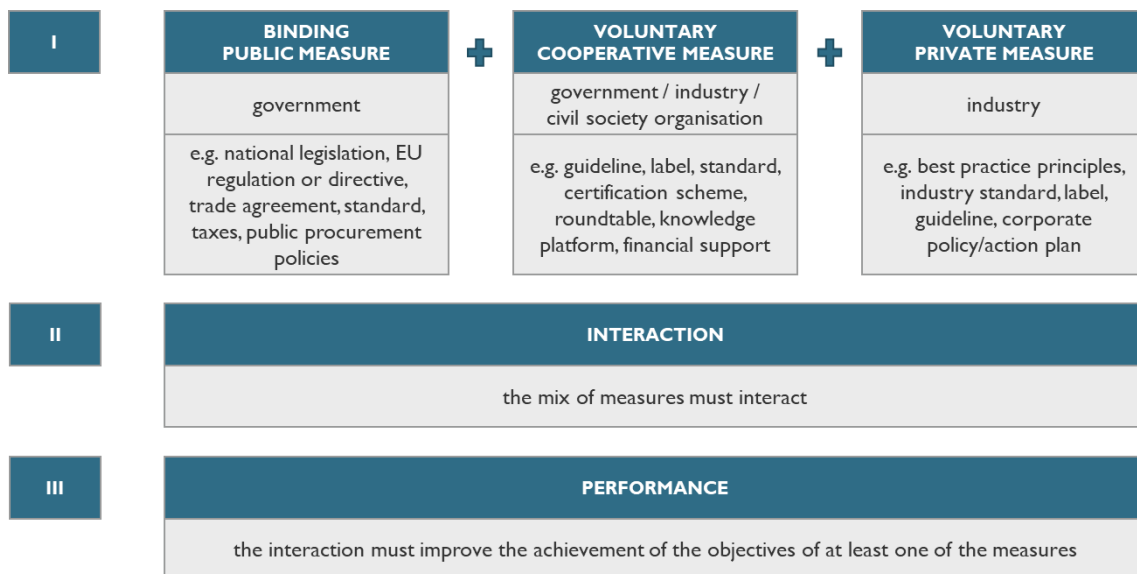 I
BINDING
PUBLIC MEASURE
government
e.g. national legislation, EU
regulation or directive,
trade agreement, standard,
taxes, public procurement
policies
VOLUNTARY
COOPERATIVE MEASURE
government / industry /
civil society organisation
e.g. guideline, label, standard,
certification scheme,
roundtable, knowledge
platform, financial support
VOLUNTARY
PRIVATE MEASURE
industry
e.g. best practice principles,
industry standard, label,
guideline, corporate
policy/action plan
II
INTERACTION
the mix of measures must interact
III
PERFORMANCE
the interaction must improve the achievement of the objectives of at least one of the measures